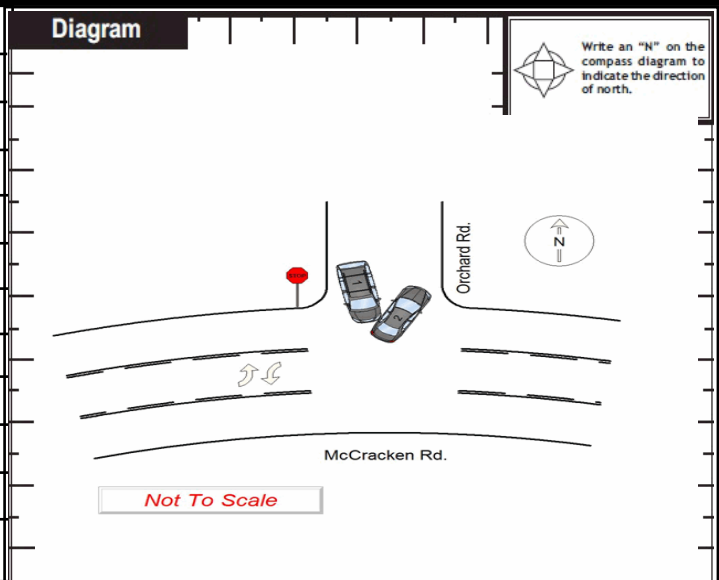 Diagram
Write an “N” on the
compass diagram to
indicate the direction
of north.
Orchard Rd.
N
1
2
McCracken Rd.
Not To Scale